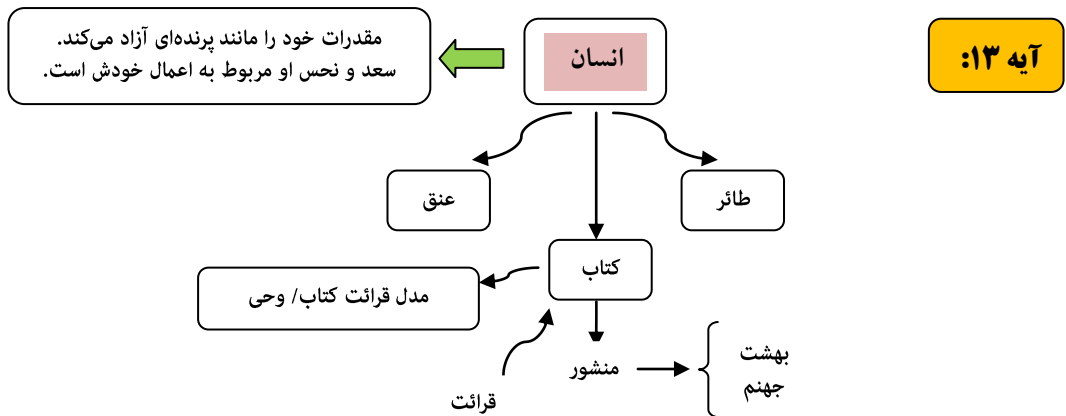 آیه ۱۳:
انسان
مقدرات خود را مانند پرنده‌ای آزاد می‌کند.
سعد و نحس او مربوط به اعمال خودش است.
طائر
عنق
کتاب
مدل قرائت کتاب/ وحی
منشور
بهشت
جهنم
قرائت